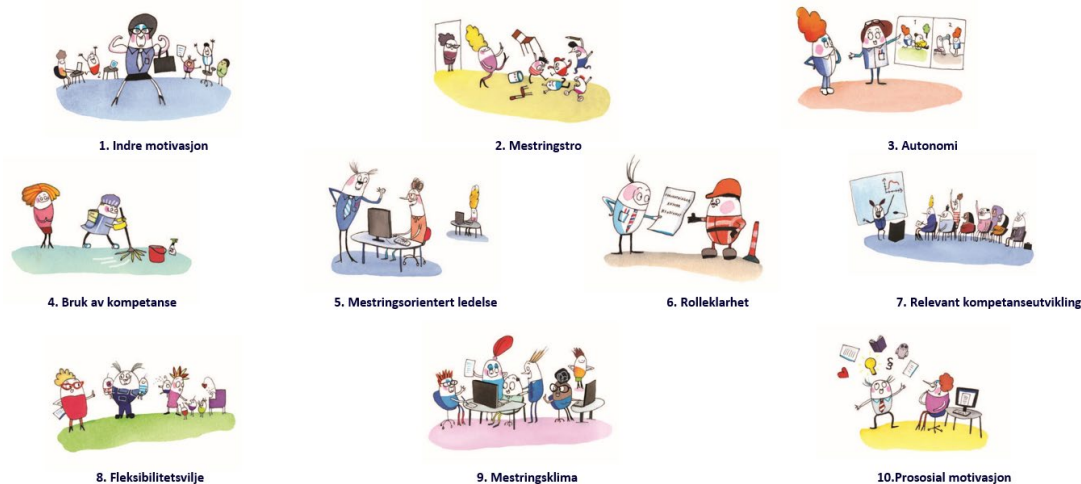 1. Indre motivasjon
2. Mestringstro
3. Autonomi
4. Bruk av kompetanse
5. Mestringsorientert ledelse
6. Rolleklarhet
7. Relevant kompetanseutvikling
8. Fleksibilitetsvilje
9. Mestringsklima
10.Prososial motivasjon